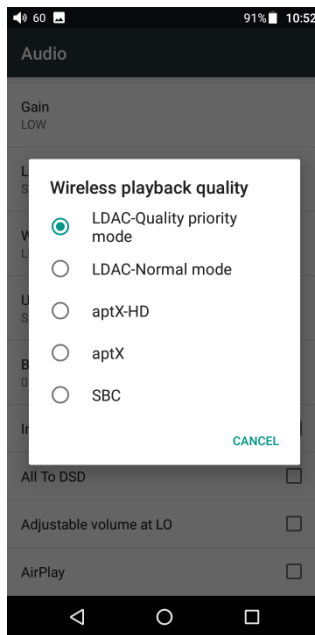 60
91%
10:52
Audio
Gain
LOW
Wireless playback quality
LDAC-Quality priority
mode
LDAC-Normal mode
aptX-HD
aptX
SBC
CANCEL
All To DSD
Adjustable volume at LO
AirPlay